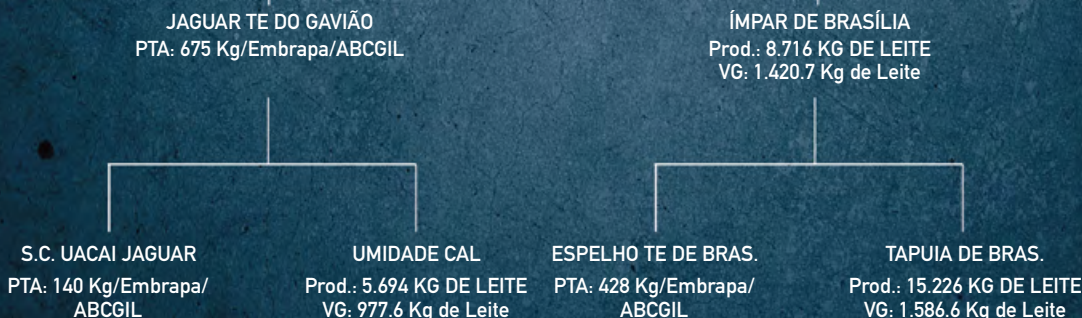 JAGUAR TE DO GAVIÃO
PTA: 675 Kg/Embrapa/ABCGIL
ÍMPAR DE BRASÍLIA
Prod.: 8.716 KG DE LEITE
VG: 1.420.7 Kg de Leite
S.C. UACAI JAGUAR
PTA: 140 Kg/Embrapa/
ABCGIL
UMIDADE CAL
Prod.: 5.694 KG DE LEITE
VG: 977.6 Kg de Leite
ESPELHO TE DE BRAS.
PTA: 428 Kg/Embrapa/
ABCGIL
TAPUIA DE BRAS.
Prod.: 15.226 KG DE LEITE
VG: 1.586.6 Kg de Leite